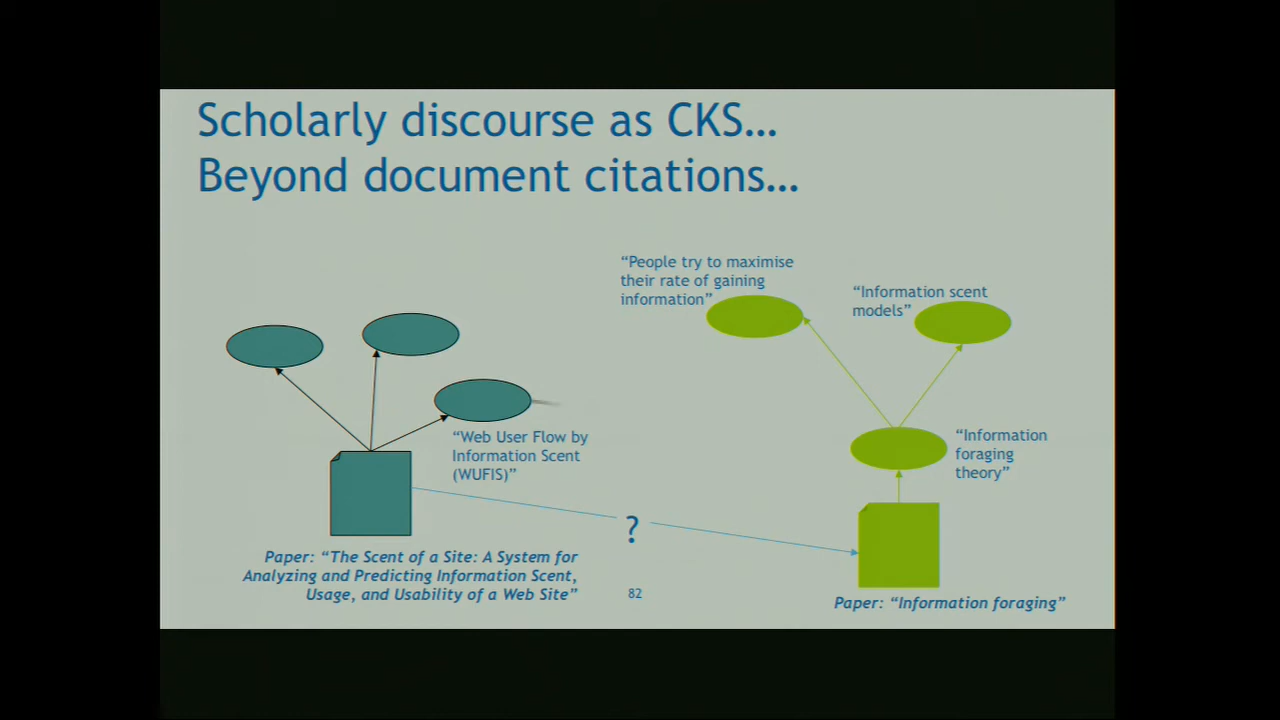 Scholarly discourse as CKS…
Beyond document citations…
“People try to maximise
their rate of gaining
information”
“Information scent
models”
“Web User Flow by
Information Scent
(WUFIS)”
“Information
foraging
theory”
?
Paper: “The Scent of a Site: A System for
Analyzing and Predicting Information Scent,
Usage, and Usability of a Web Site”
82
Paper: “Information foraging”